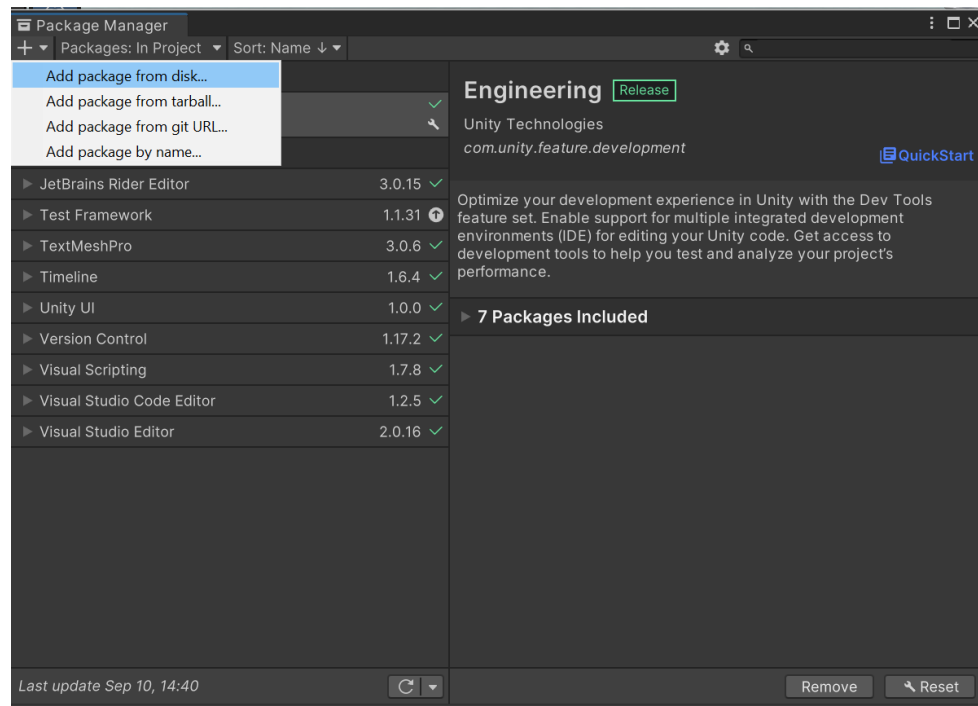 Package Manager
Packages: In Project Sort: Name
Add package from disk...
Add package from tarball...
Add package from git URL...
Add package by name...
JetBrains Rider Editor 3.0.15
Test Framework 1.1.31
TextMeshPro 3.0.6
Timeline 1.6.4
Unity UI 1.0.0
Version Control 1.17.2
Visual Scripting 1.7.8
Visual Studio Code Editor 1.2.5
Visual Studio Editor 2.0.16
Last update Sep 10, 14:40
Engineering Release
Unity Technologies
com.unity.feature.development
QuickStart
Optimize your development experience in Unity with the Dev Tools
feature set. Enable support for multiple integrated development
environments (IDE) for editing your Unity code. Get access to
development tools to help you test and analyze your project's
performance.
7 Packages Included
Remove Reset